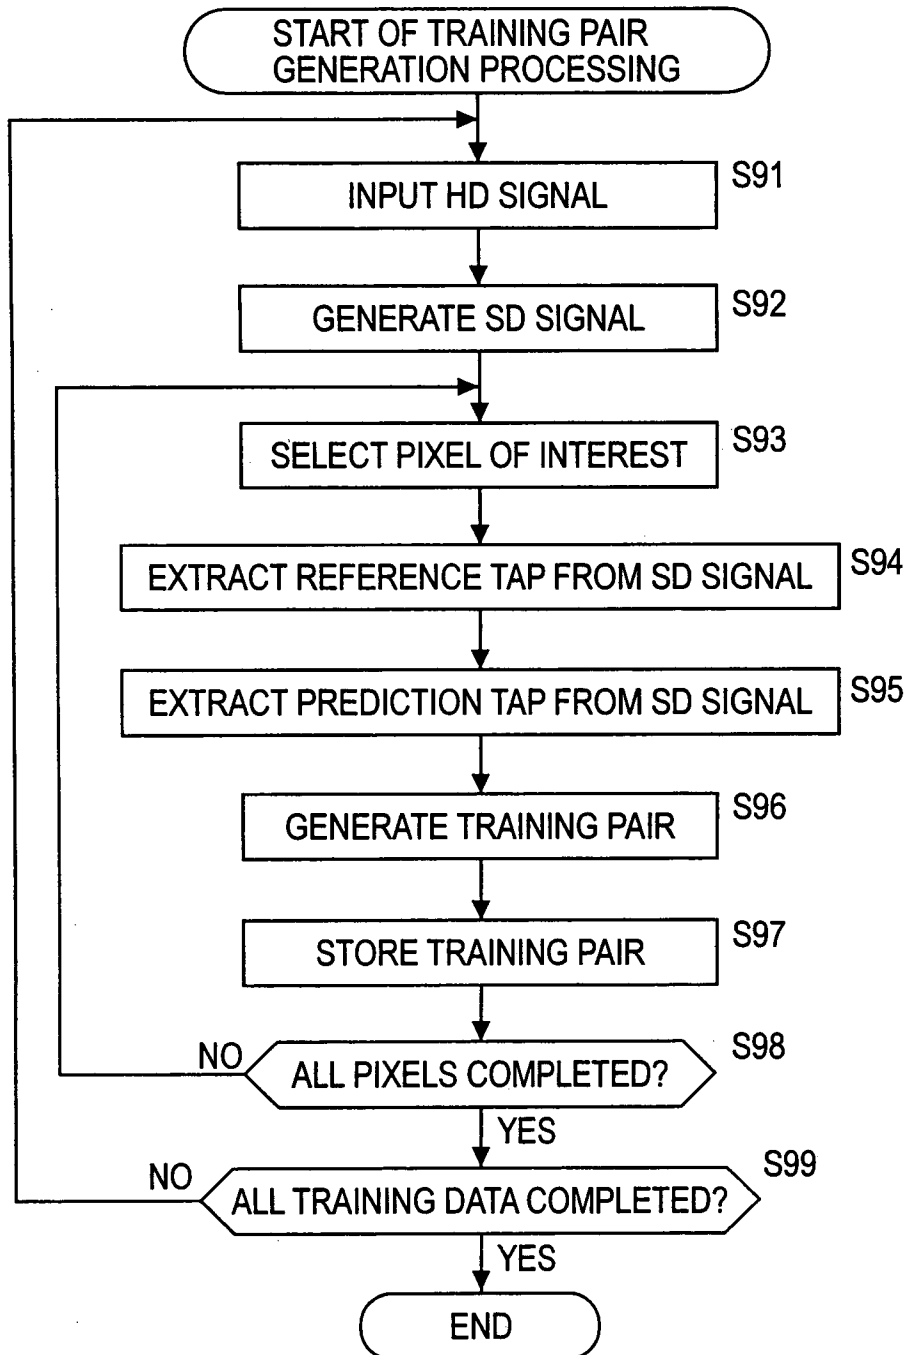 START OF TRAINING PAIR
GENERATION PROCESSING
S91
INPUT HD SIGNAL
S92
GENERATE SD SIGNAL
S93
SELECT PIXEL OF INTEREST
S94
EXTRACT REFERENCE TAP FROM SD SIGNAL
S95
EXTRACT PREDICTION TAP FROM SD SIGNAL
S96
GENERATE TRAINING PAIR
S97
STORE TRAINING PAIR
S98
NO
ALL PIXELS COMPLETED?
YES
S99
NO
ALL TRAINING DATA COMPLETED?
YES
END